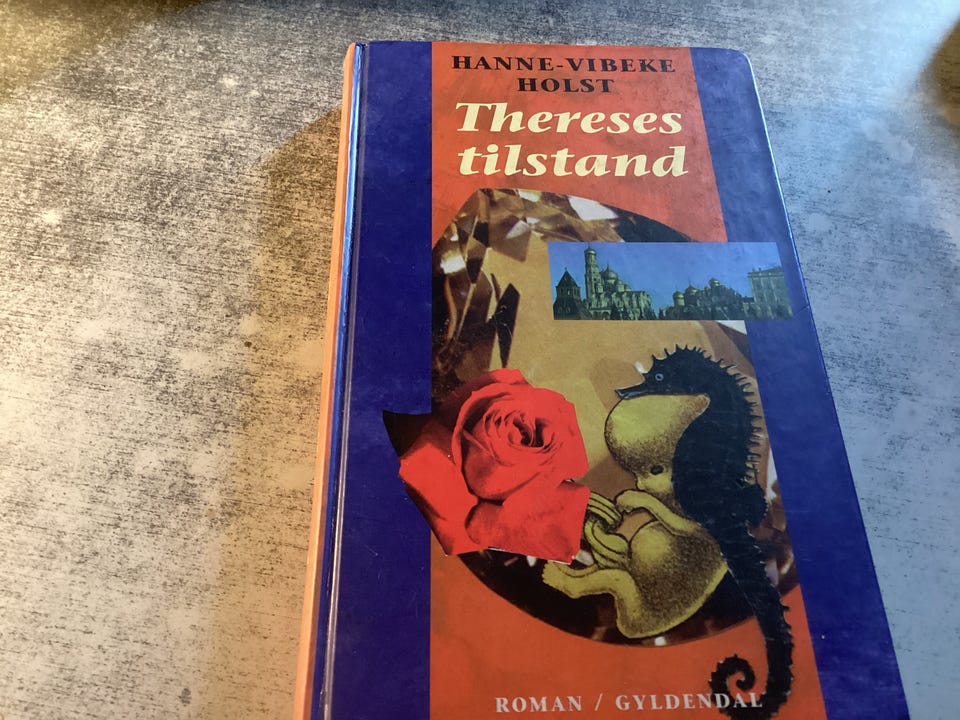 HANNE-VIBEKE
HOLST
Thereses
tilstand
ROMAN / GYLDENDAL